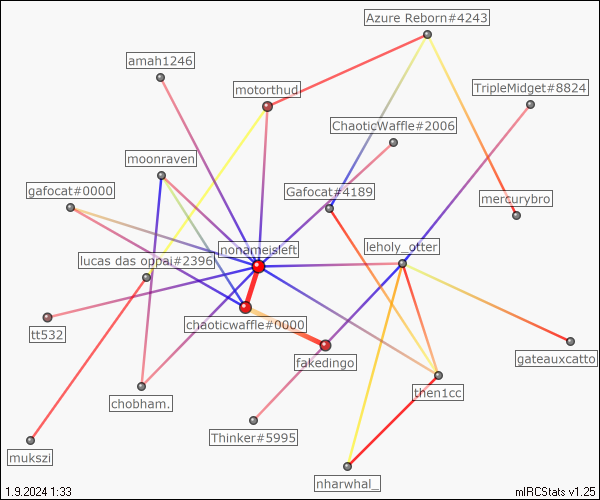 Azure Reborn#4243
amah1246
motorthud
TripleMidget#8824
ChaoticWaffle#2006
moonraven
gafocat#0000
Gafocat#4189
mercurybro
nonameisleft
leholy_otter
lucas das oppai#2396
chaoticwaffle#0000
tt532
fakedingo
gateauxcatto
then1cc
chobham.
Thinker#5995
mukszi
nharwhal_
1.9.2024 1:33
mIRCStats v1.25